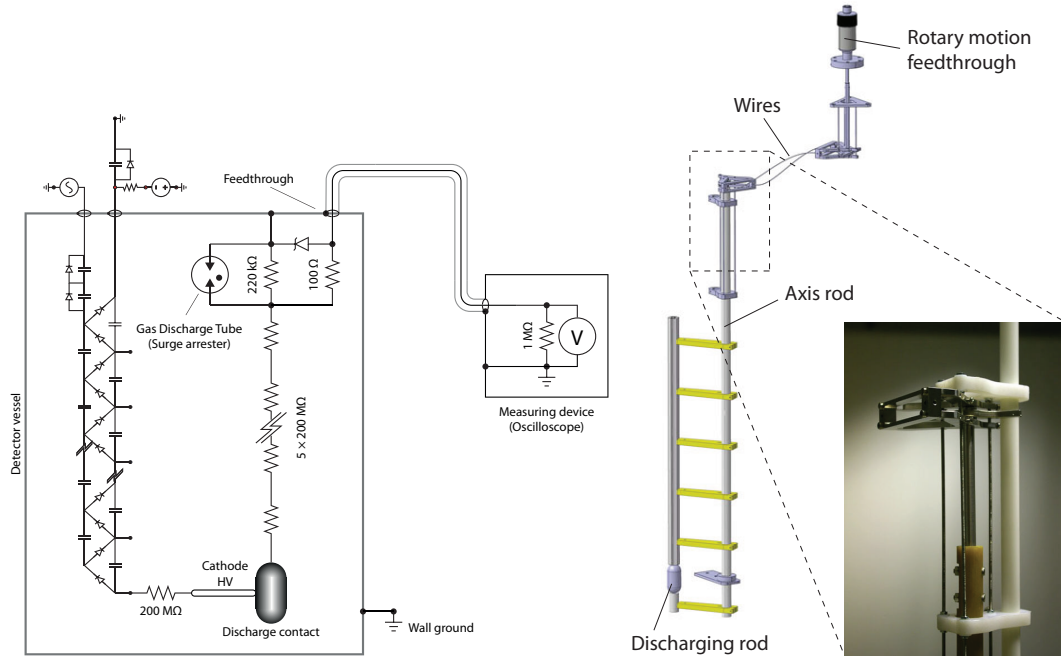 Rotary motion
feedthrough
Wires
Feedthrough
220 kΩ
100 Ω
Gas Discharge Tube
(Surge arrester)
1 MΩ
V
Measuring device
(Oscilloscope)
Axis rod
5 × 200 MΩ
Detector vessel
Cathode
HV
200 MΩ
Discharge contact
Wall ground
Discharging rod